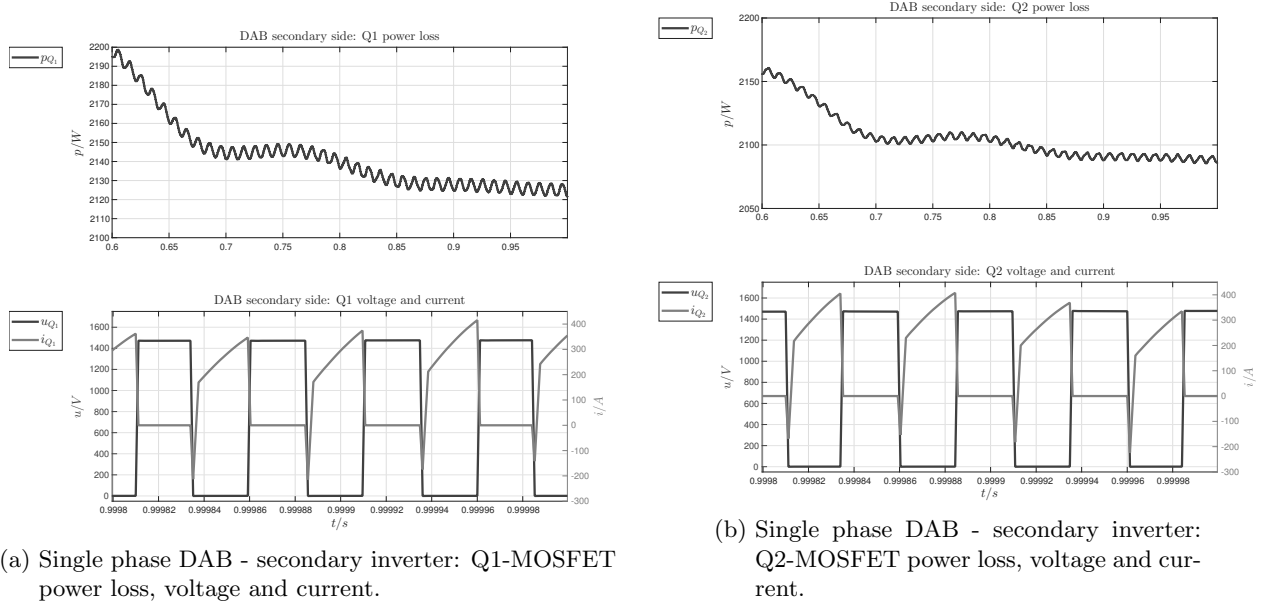 DAB secondary side: Q1 power loss
p_{Q_1}
p/W
2200
2190
2180
2170
2160
2150
2140
2130
2120
2110
2100
0.6 0.65 0.7 0.75 0.8 0.85 0.9 0.95
DAB secondary side: Q1 voltage and current
u_{Q_1}
i_{Q_1}
u/V
1600
1400
1200
1000
800
600
400
200
0
400
300
200
100
0
-100
-200
-300
i/A
0.9998 0.99982 0.99984 0.99986 0.99988 0.9999 0.99992 0.99994 0.99996 0.99998
t/s
(a) Single phase DAB - secondary inverter: Q1-MOSFET
power loss, voltage and current.
DAB secondary side: Q2 power loss
p_{Q_2}
p/W
2200
2150
2100
2050
0.6 0.65 0.7 0.75 0.8 0.85 0.9 0.95
DAB secondary side: Q2 voltage and current
u_{Q_2}
i_{Q_2}
u/V
1600
1400
1200
1000
800
600
400
200
0
400
300
200
100
0
-100
-200
-300
i/A
0.9998 0.99982 0.99984 0.99986 0.99988 0.9999 0.99992 0.99994 0.99996 0.99998
t/s
(b) Single phase DAB - secondary inverter:
Q2-MOSFET power loss, voltage and cur-
rent.